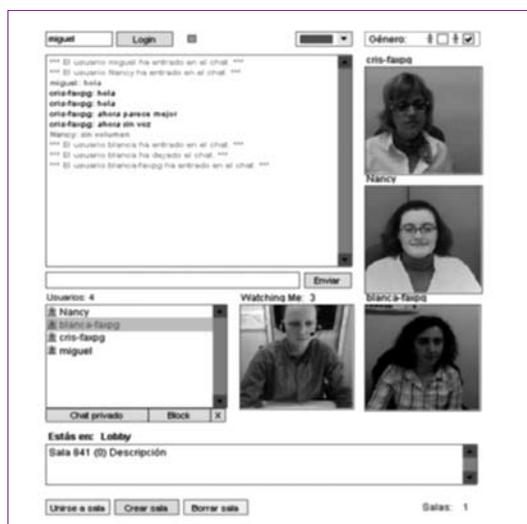 miguel Login Género:
*** El usuario miguel ha entrado en el chat. ***
*** El usuario Nancy ha entrado en el chat. ***
miguel: hola
cris-faxpg: hola
cris-faxpg: hola
cris-faxpg: ahora parece mejor
cris-faxpg: ahora sin voz
Nancy: sin volumen
*** El usuario blanca ha entrado en el chat. ***
*** El usuario blanca ha dejado el chat. ***
*** El usuario blanca-faxpg ha entrado en el chat. ***
cris-faxpg
Nancy
blanca-faxpg
Enviar
Usuarios: 4
Nancy
blanca-faxpg
cris-faxpg
miguel
Chat privado Block X
Watching Me: 3
Estás en: Lobby
Sala 841 (0) Descripción
Unirse a sala Crear sala Borrar sala Salas: 1